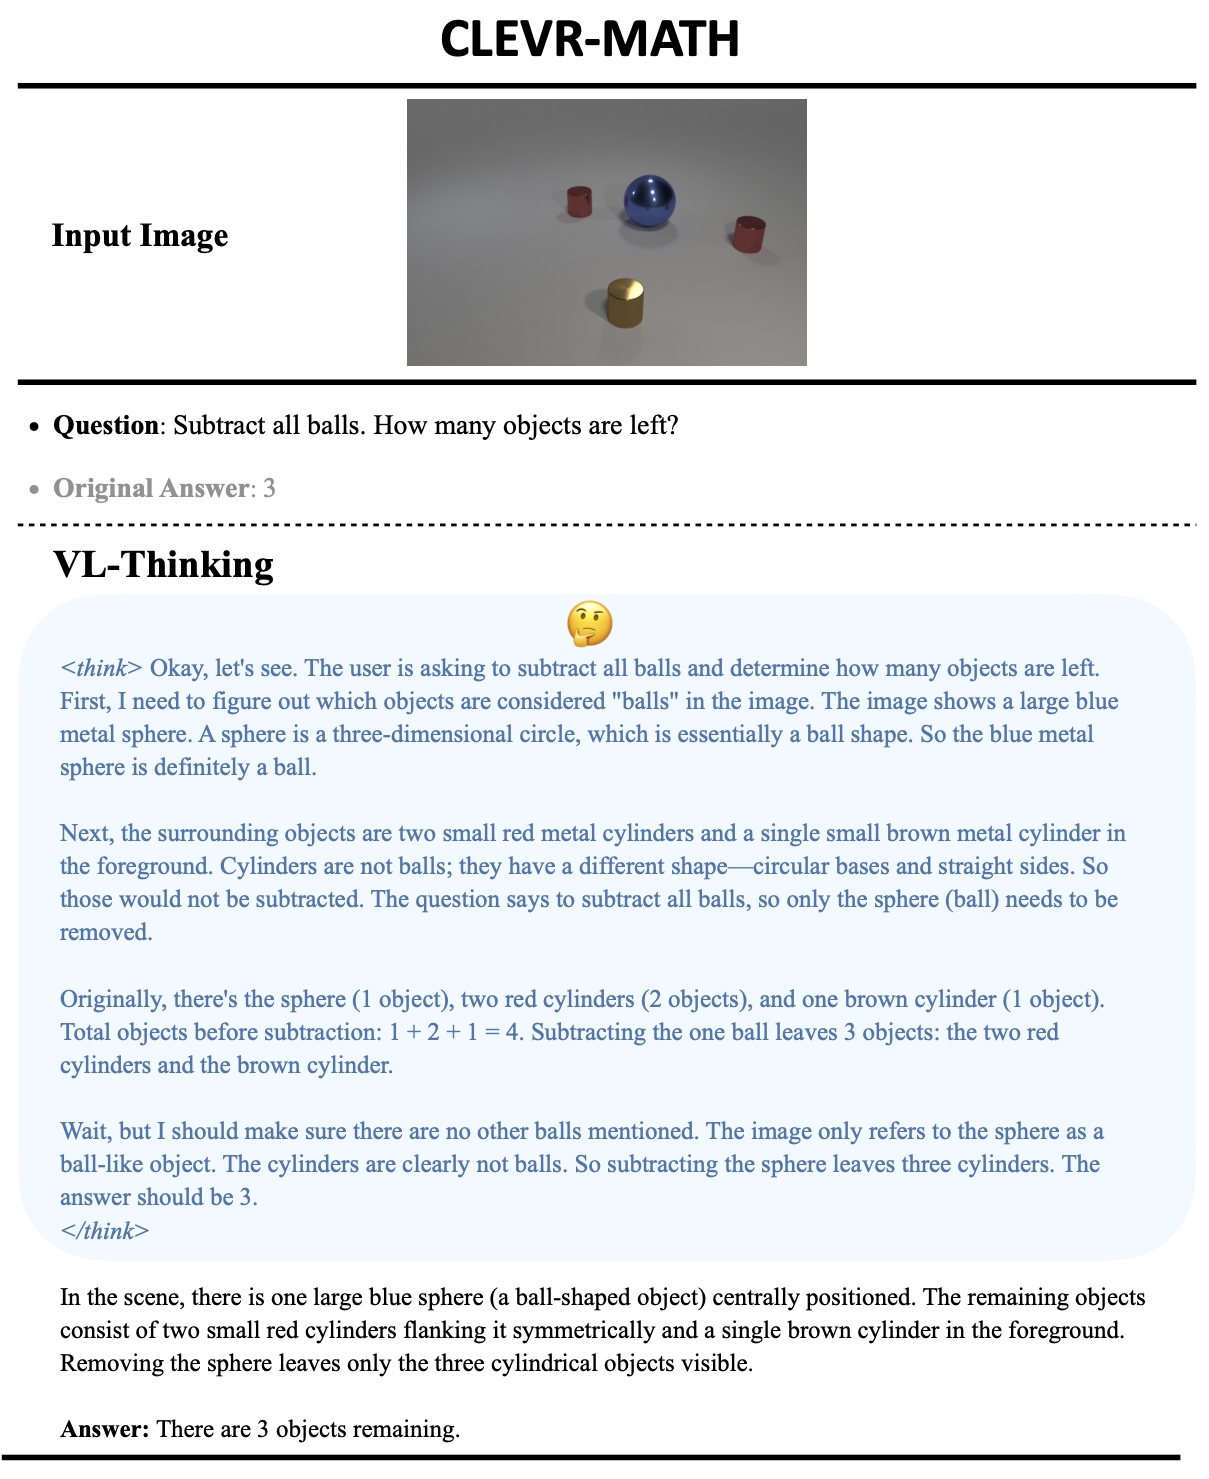 CLEVR-MATH
Input Image
• Question: Subtract all balls. How many objects are left?
• Original Answer: 3
VL-Thinking
<think> Okay, let's see. The user is asking to subtract all balls and determine how many objects are left.
First, I need to figure out which objects are considered "balls" in the image. The image shows a large blue
metal sphere. A sphere is a three-dimensional circle, which is essentially a ball shape. So the blue metal
sphere is definitely a ball.
Next, the surrounding objects are two small red metal cylinders and a single small brown metal cylinder in
the foreground. Cylinders are not balls; they have a different shape—circular bases and straight sides. So
those would not be subtracted. The question says to subtract all balls, so only the sphere (ball) needs to be
removed.
Originally, there's the sphere (1 object), two red cylinders (2 objects), and one brown cylinder (1 object).
Total objects before subtraction: 1 + 2 + 1 = 4. Subtracting the one ball leaves 3 objects: the two red
cylinders and the brown cylinder.
Wait, but I should make sure there are no other balls mentioned. The image only refers to the sphere as a
ball-like object. The cylinders are clearly not balls. So subtracting the sphere leaves three cylinders. The
answer should be 3.
</think>
In the scene, there is one large blue sphere (a ball-shaped object) centrally positioned. The remaining objects
consist of two small red cylinders flanking it symmetrically and a single brown cylinder in the foreground.
Removing the sphere leaves only the three cylindrical objects visible.
Answer: There are 3 objects remaining.